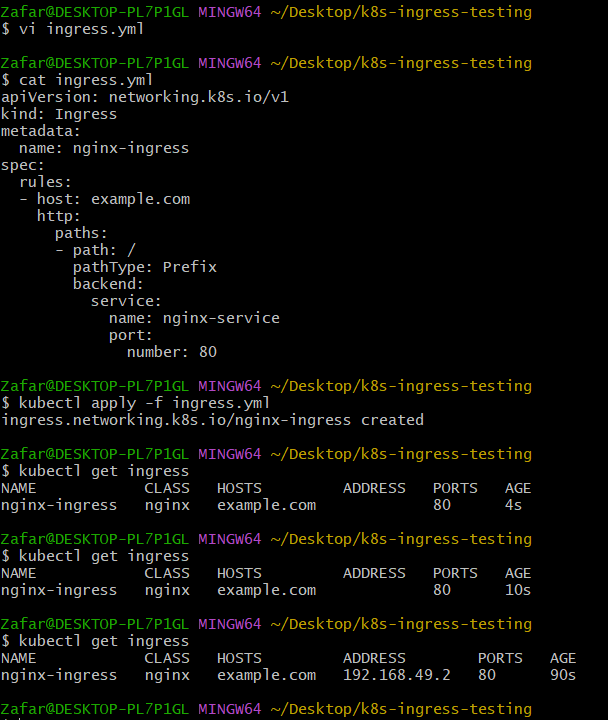 Zafar@DESKTOP-PL7P1GL MINGW64 ~/Desktop/k8s-ingress-testing
$ vi ingress.yml
Zafar@DESKTOP-PL7P1GL MINGW64 ~/Desktop/k8s-ingress-testing
$ cat ingress.yml
apiVersion: networking.k8s.io/v1
kind: Ingress
metadata:
  name: nginx-ingress
spec:
  rules:
  - host: example.com
    http:
      paths:
      - path: /
        pathType: Prefix
        backend:
          service:
            name: nginx-service
            port:
              number: 80
Zafar@DESKTOP-PL7P1GL MINGW64 ~/Desktop/k8s-ingress-testing
$ kubectl apply -f ingress.yml
ingress.networking.k8s.io/nginx-ingress created
Zafar@DESKTOP-PL7P1GL MINGW64 ~/Desktop/k8s-ingress-testing
$ kubectl get ingress
NAME            CLASS   HOSTS         ADDRESS   PORTS   AGE
nginx-ingress   nginx   example.com             80      4s
Zafar@DESKTOP-PL7P1GL MINGW64 ~/Desktop/k8s-ingress-testing
$ kubectl get ingress
NAME            CLASS   HOSTS         ADDRESS   PORTS   AGE
nginx-ingress   nginx   example.com             80      10s
Zafar@DESKTOP-PL7P1GL MINGW64 ~/Desktop/k8s-ingress-testing
$ kubectl get ingress
NAME            CLASS   HOSTS         ADDRESS        PORTS   AGE
nginx-ingress   nginx   example.com   192.168.49.2   80      90s
Zafar@DESKTOP-PL7P1GL MINGW64 ~/Desktop/k8s-ingress-testing